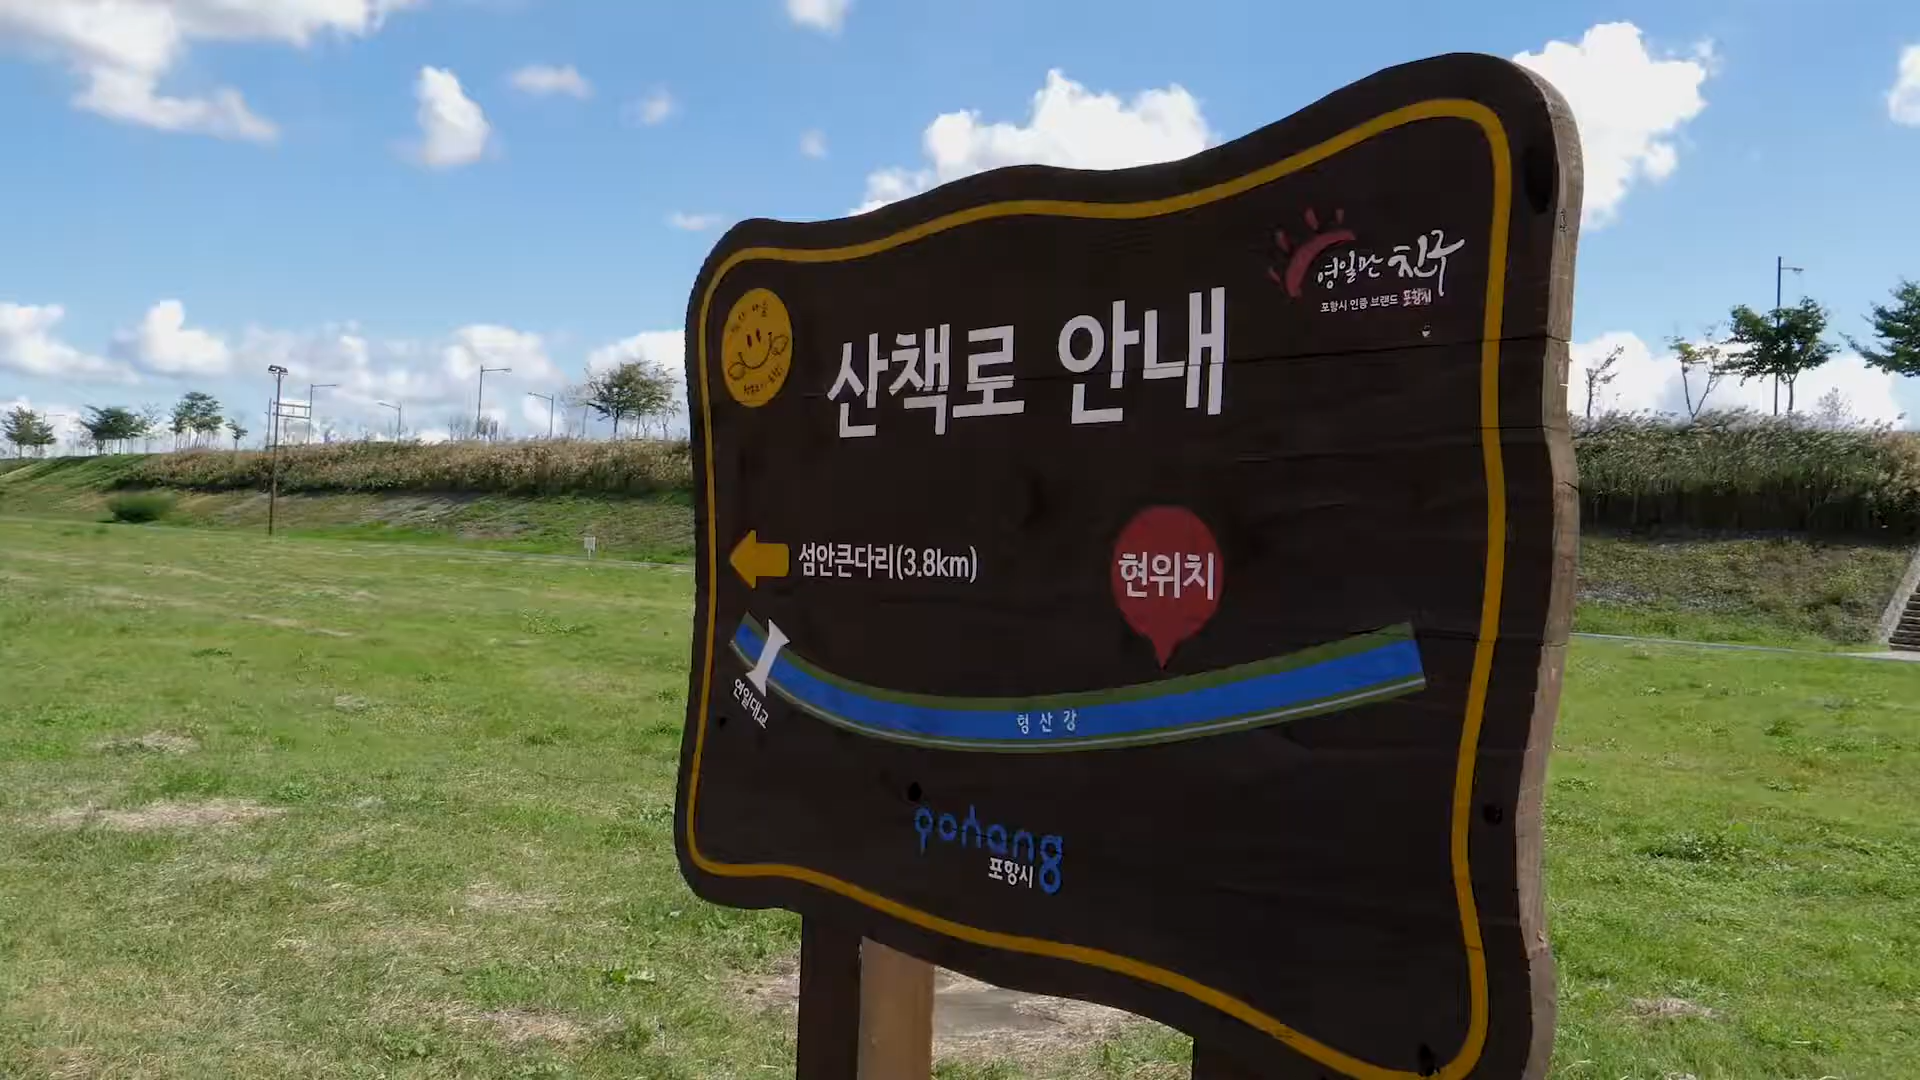 영일만 친구
포항시 인증 브랜드 포항시
산책로 안내
섬안큰다리(3.8km)
현위치
연일대교
형산강
pohang
포항시